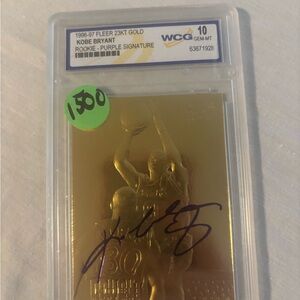 1996-97 FLEER 23KT GOLD
KOBE BRYANT
ROOKIE - PURPLE SIGNATURE
WCG
10
GEM-MT
63671928
1500